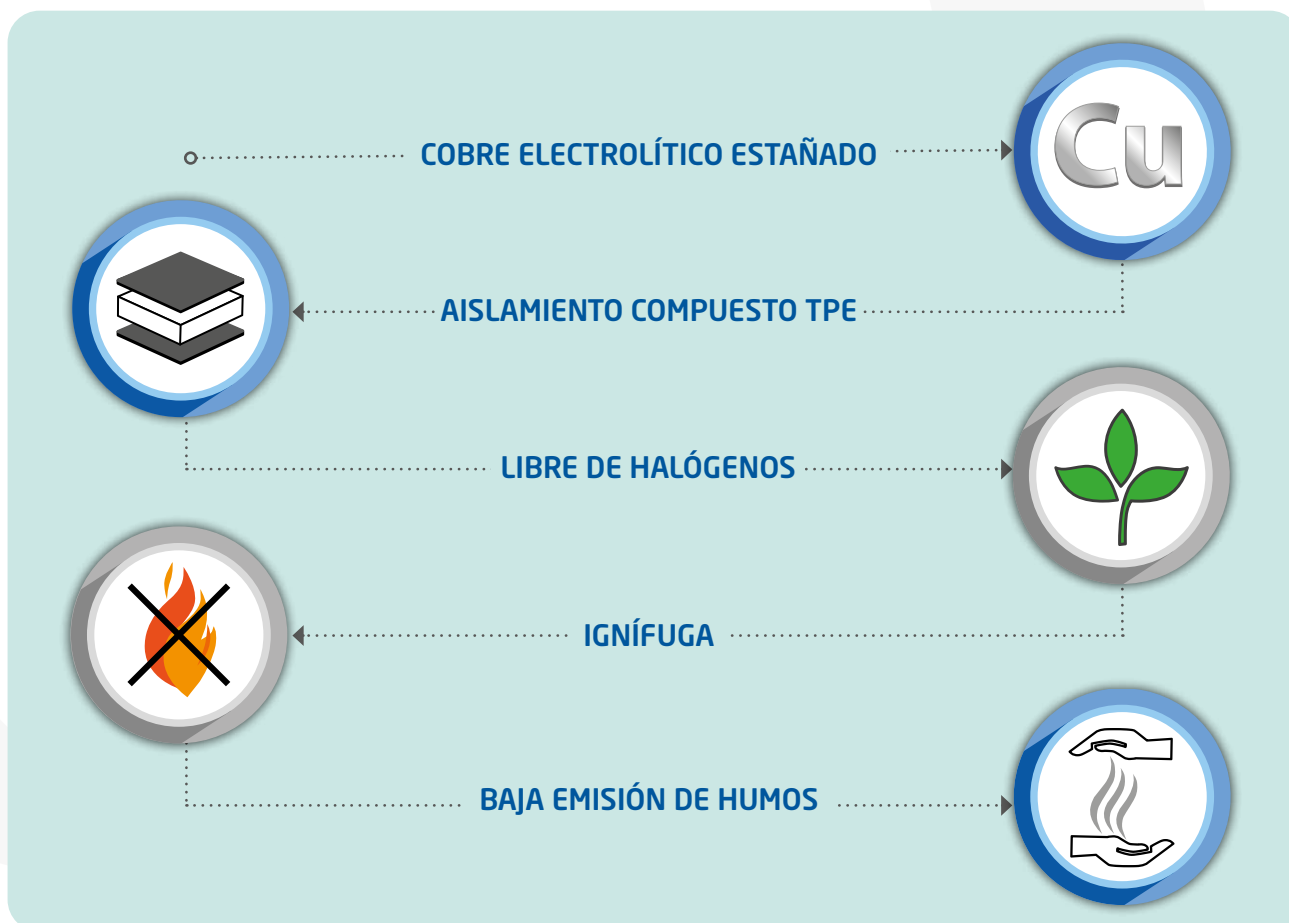 COBRE ELECTROLÍTICO ESTAÑADO
Cu
AISLAMIENTO COMPUESTO TPE
LIBRE DE HALÓGENOS
IGNÍFUGA
BAJA EMISIÓN DE HUMOS